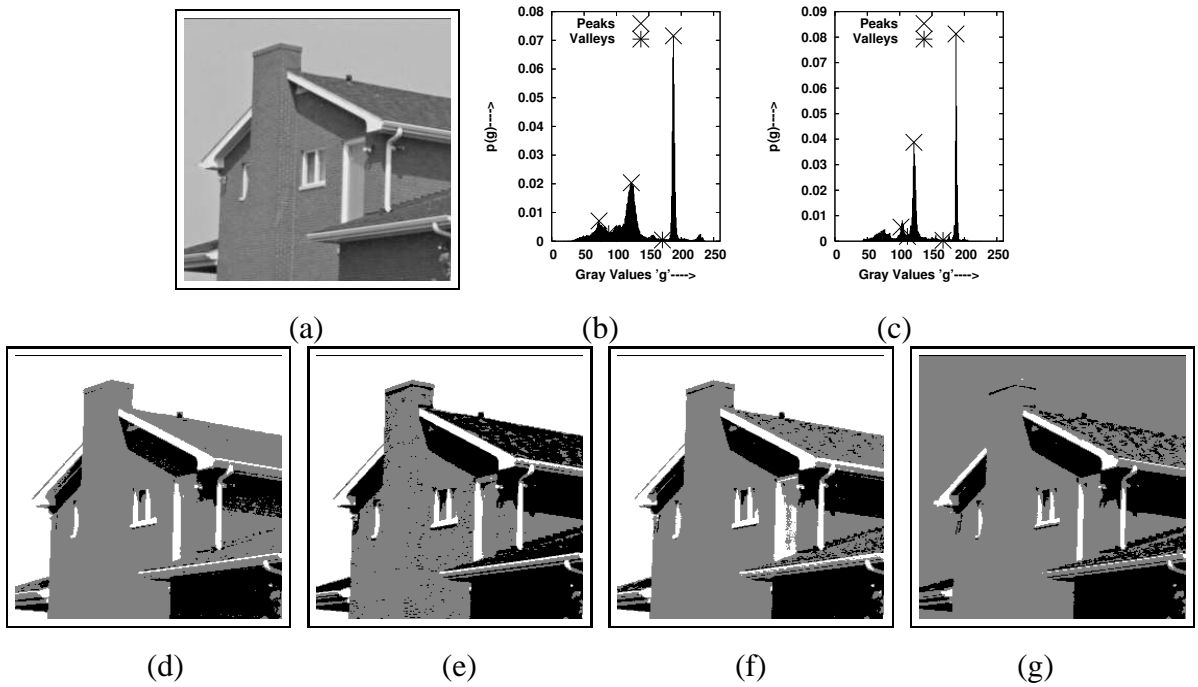 0.08
0.07
0.06
0.05
0.04
0.03
0.02
0.01
0
p(g)---->
Peaks
Valleys
0 50 100 150 200 250
Gray Values 'g'---->
0.09
0.08
0.07
0.06
0.05
0.04
0.03
0.02
0.01
0
p(g)---->
Peaks
Valleys
0 50 100 150 200 250
Gray Values 'g'---->
(a) (b) (c)
(d) (e) (f) (g)